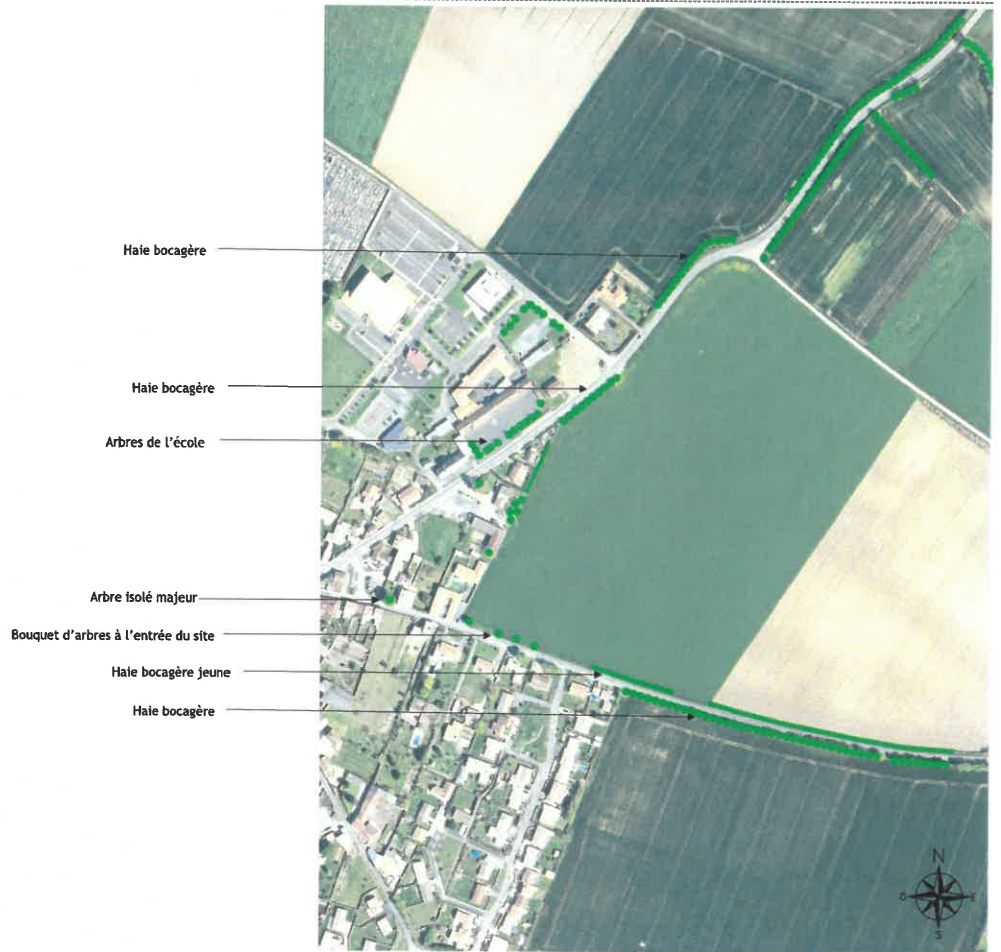 Haie bocagère
Haie bocagère
Arbres de l'école
Arbre isolé majeur
Bouquet d'arbres à l'entrée du site
Haie bocagère jeune
Haie bocagère
N
O
E
S